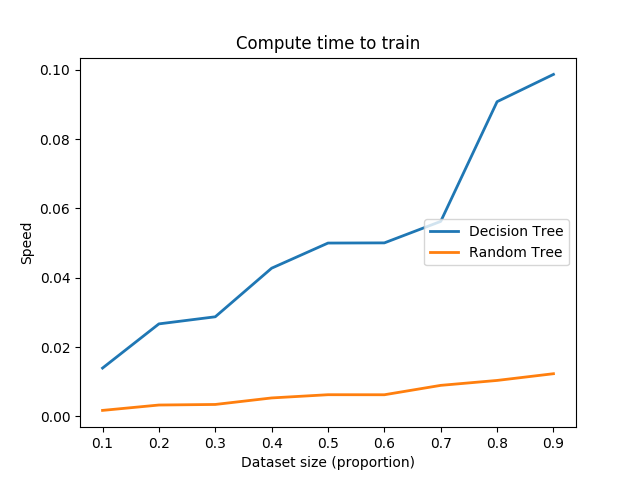 Compute time to train
0.10
0.08
0.06
0.04
0.02
0.00
Speed
Decision Tree
Random Tree
0.1 0.2 0.3 0.4 0.5 0.6 0.7 0.8 0.9
Dataset size (proportion)